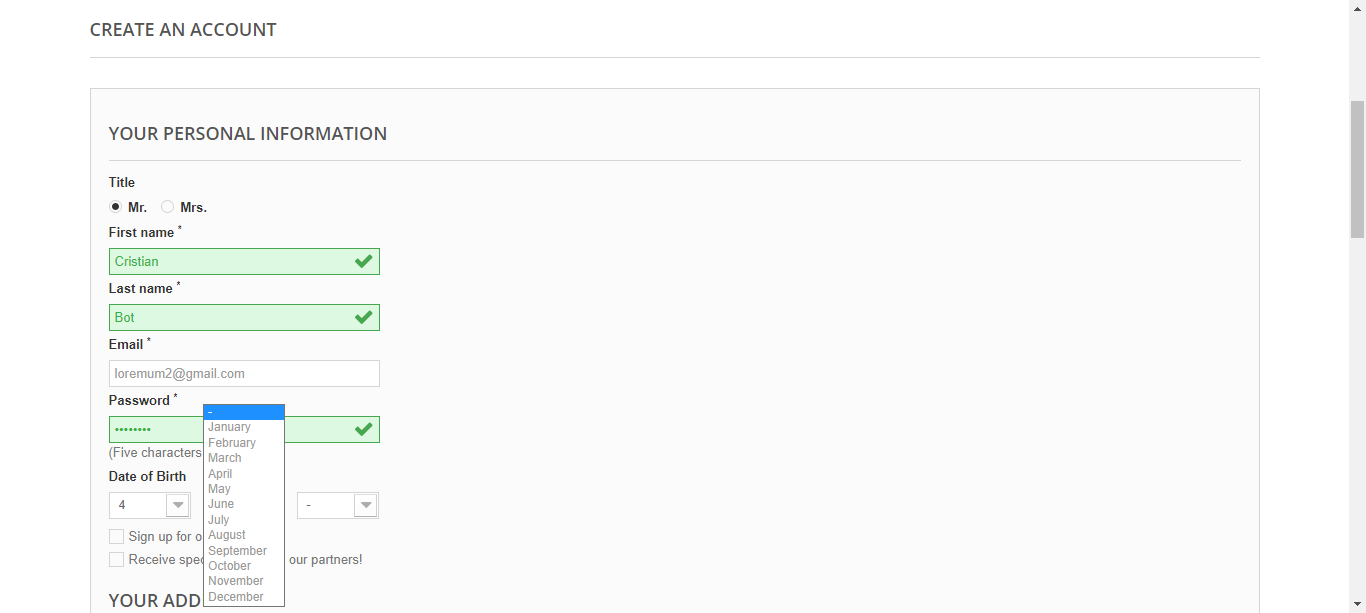 CREATE AN ACCOUNT
YOUR PERSONAL INFORMATION
Title
Mr. Mrs.
First name *
Cristian
Last name *
Bot
Email *
loremum2@gmail.com
Password *
••••••••
(Five characters
Date of Birth
4 -
-
January
February
March
April
May
June
July
August
September
October
November
December
Sign up for o
Receive spec our partners!
YOUR ADD